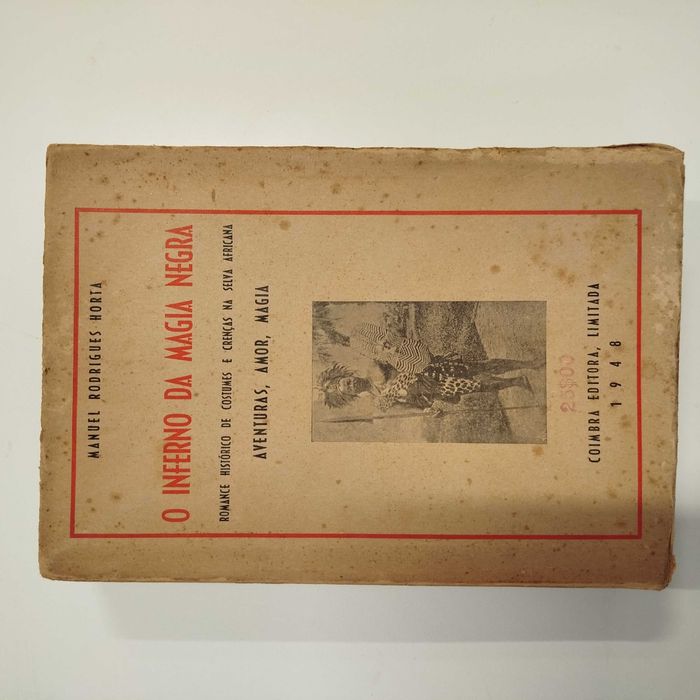 MANUEL RODRIGUES HORTA
O INFERNO DA MAGIA NEGRA
ROMANCE HISTÓRICO DE COSTUMES E CRENÇAS NA SELVA AFRICANA
AVENTURAS, AMOR, MAGIA
25$00
COIMBRA EDITORA, LIMITADA
1948